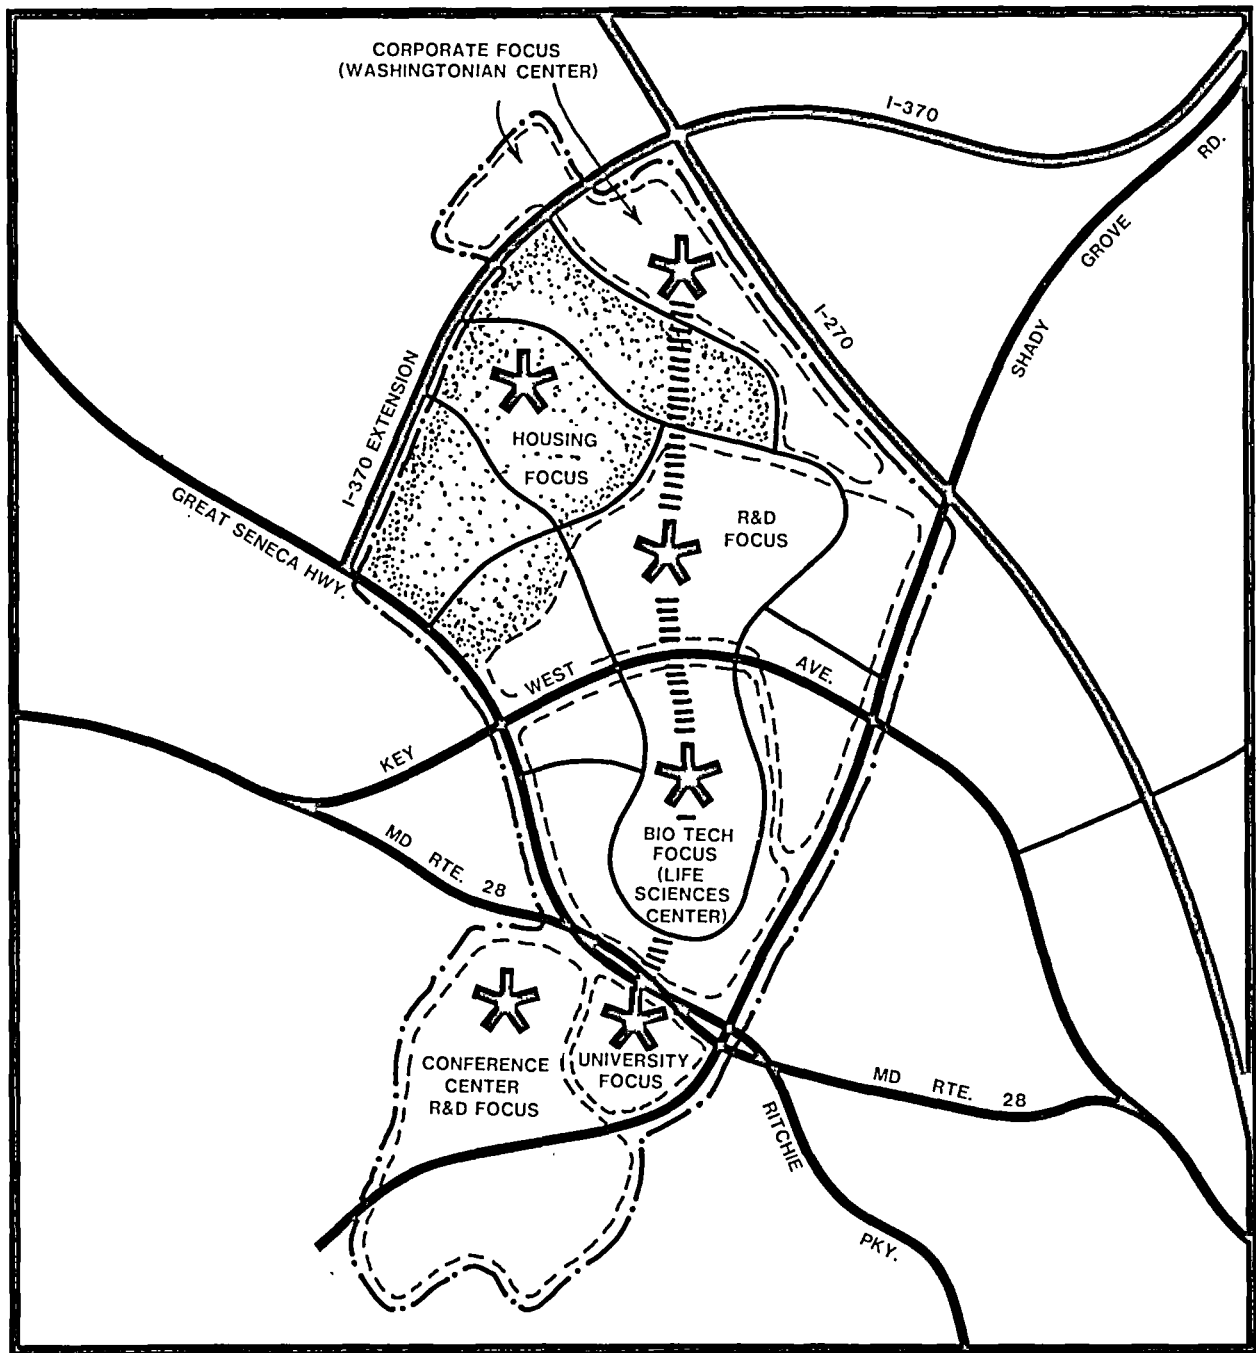 CORPORATE FOCUS
(WASHINGTONIAN CENTER)
I-370
RD.
GROVE
SHADY
I-270
I-370 EXTENSION
HOUSING
FOCUS
GREAT SENECA HWY.
R&D
FOCUS
KEY WEST AVE.
MD RTE. 28
BIO TECH
FOCUS
(LIFE
SCIENCES
CENTER)
CONFERENCE
CENTER
R&D FOCUS
UNIVERSITY
FOCUS
MD RTE. 28
RITCHIE
PKY.